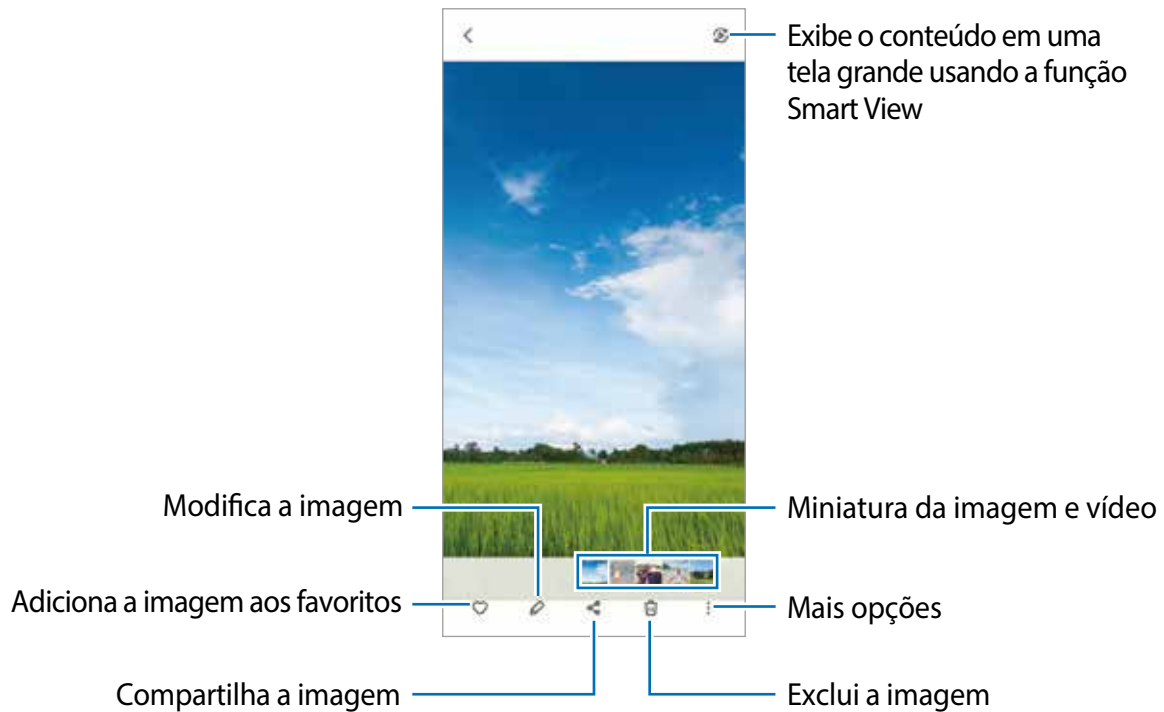 Exibe o conteúdo em uma
tela grande usando a função
Smart View
Modifica a imagem
Miniatura da imagem e vídeo
Adiciona a imagem aos favoritos
Mais opções
Compartilha a imagem
Exclui a imagem